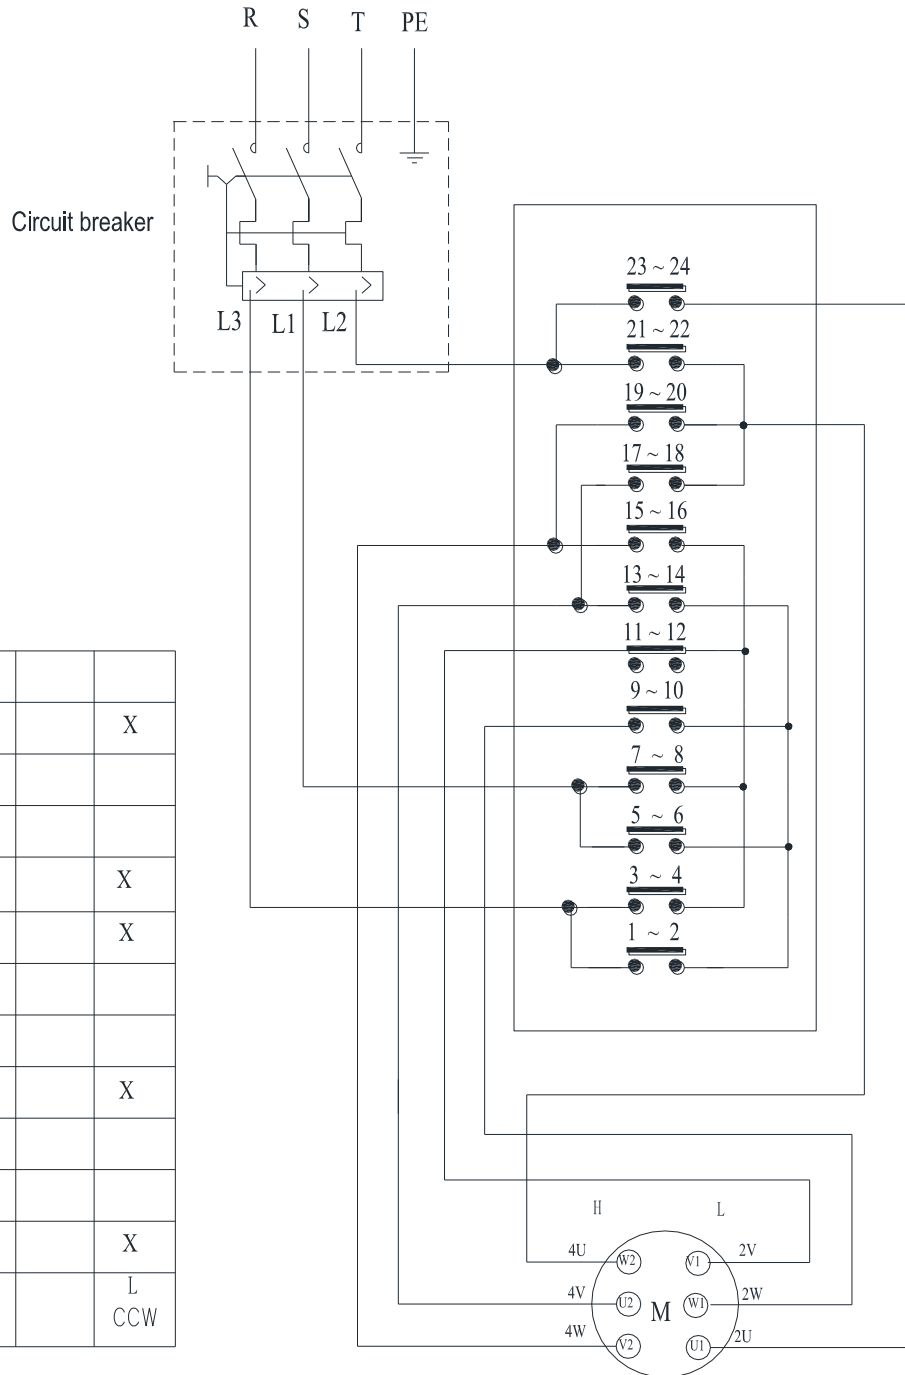 R S T PE
Circuit breaker
L3 L1 L2
23 ~ 24
21 ~ 22
19 ~ 20
17 ~ 18
15 ~ 16
13 ~ 14
11 ~ 12
9 ~ 10
7 ~ 8
5 ~ 6
3 ~ 4
1 ~ 2
X
X
X
X
X
L
CCW
H L
4U W2 V1 2V
4V U2 M W1 2W
4W V2 U1 2U